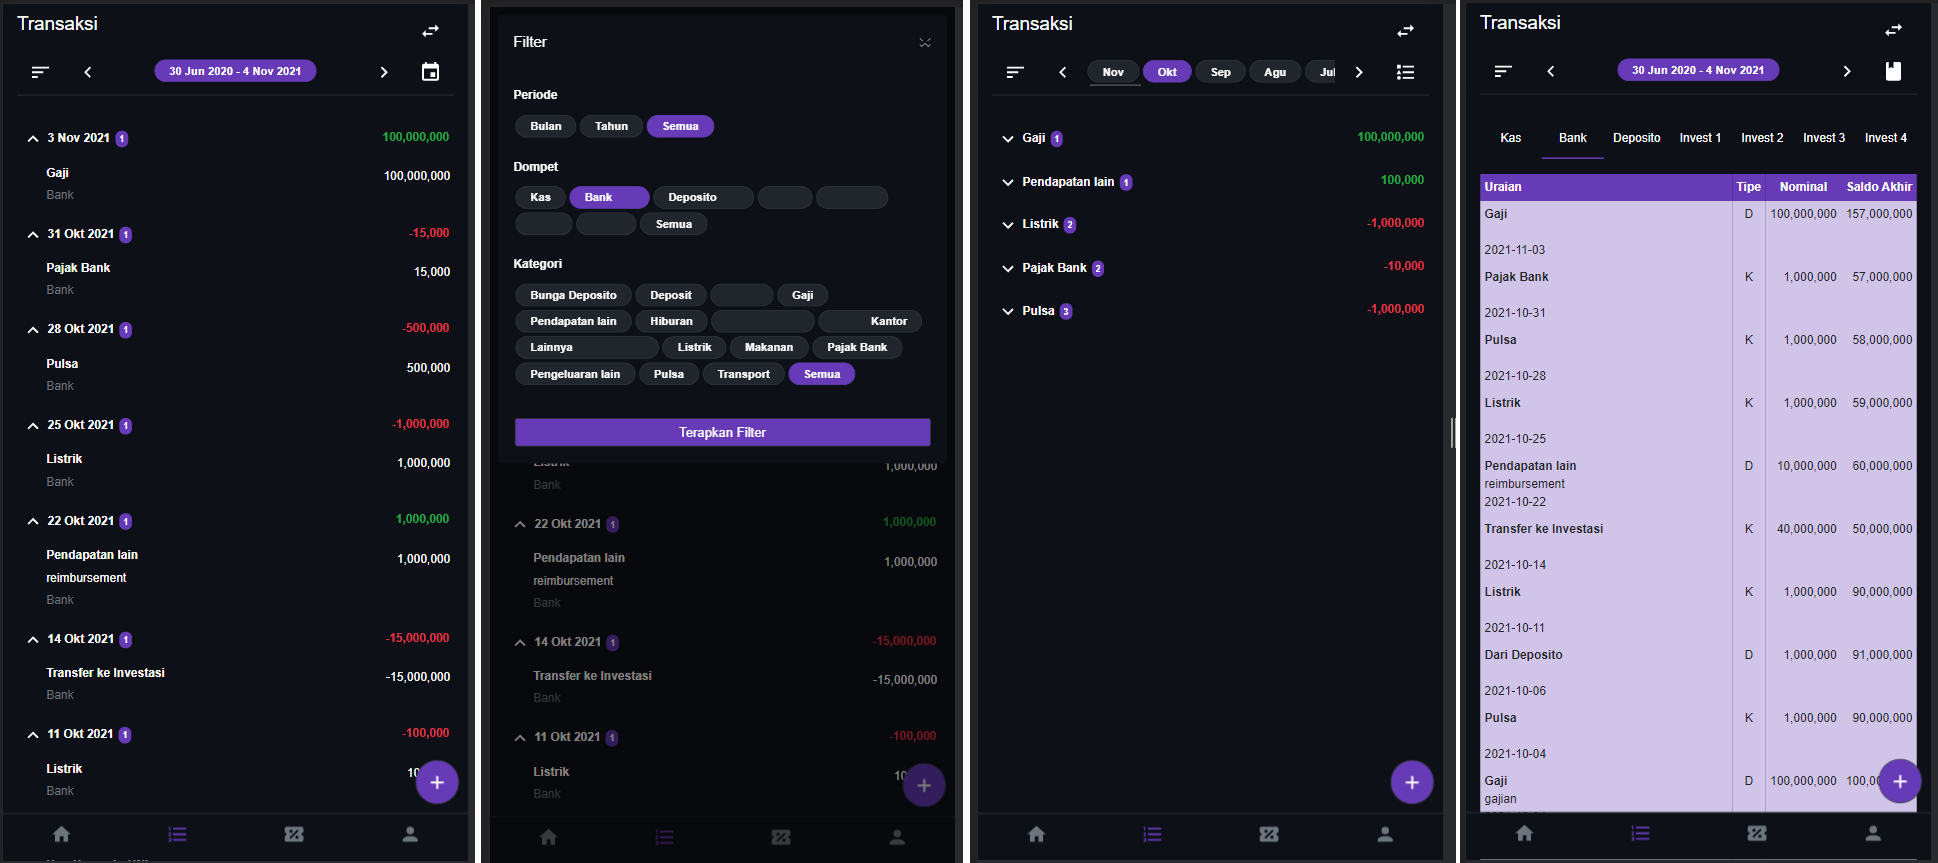 Transaksi
30 Jun 2020 - 4 Nov 2021
3 Nov 2021 1 100,000,000
Gaji 100,000,000
Bank
31 Okt 2021 1 -15,000
Pajak Bank 15,000
Bank
28 Okt 2021 1 -500,000
Pulsa 500,000
Bank
25 Okt 2021 1 -1,000,000
Listrik 1,000,000
Bank
22 Okt 2021 1 1,000,000
Pendapatan lain 1,000,000
reimbursement
Bank
14 Okt 2021 1 -15,000,000
Transfer ke Investasi -15,000,000
Bank
11 Okt 2021 1 -100,000
Listrik
Bank
Filter
Periode
Bulan Tahun Semua
Dompet
Kas Bank Deposito
Semua
Kategori
Bunga Deposito Deposit Gaji
Pendapatan lain Hiburan Kantor
Lainnya Listrik Makanan Pajak Bank
Pengeluaran lain Pulsa Transport Semua
Terapkan Filter
Listrik 1,000,000
Bank
22 Okt 2021 1 1,000,000
Pendapatan lain 1,000,000
reimbursement
Bank
14 Okt 2021 1 -15,000,000
Transfer ke Investasi -15,000,000
Bank
11 Okt 2021 1 -100,000
Listrik
Bank
Transaksi
Nov Okt Sep Agu Jul
Gaji 1 100,000,000
Pendapatan lain 1 100,000
Listrik 2 -1,000,000
Pajak Bank 2 -10,000
Pulsa 3 -1,000,000
Transaksi
30 Jun 2020 - 4 Nov 2021
Kas Bank Deposito Invest 1 Invest 2 Invest 3 Invest 4
Uraian Tipe Nominal Saldo Akhir
Gaji D 100,000,000 157,000,000
2021-11-03
Pajak Bank K 1,000,000 57,000,000
2021-10-31
Pulsa K 1,000,000 58,000,000
2021-10-28
Listrik K 1,000,000 59,000,000
2021-10-25
Pendapatan lain D 10,000,000 60,000,000
reimbursement
2021-10-22
Transfer ke Investasi K 40,000,000 50,000,000
2021-10-14
Listrik K 1,000,000 90,000,000
2021-10-11
Dari Deposito D 1,000,000 91,000,000
2021-10-06
Pulsa K 1,000,000 90,000,000
2021-10-04
Gaji D 100,000,000
gajian